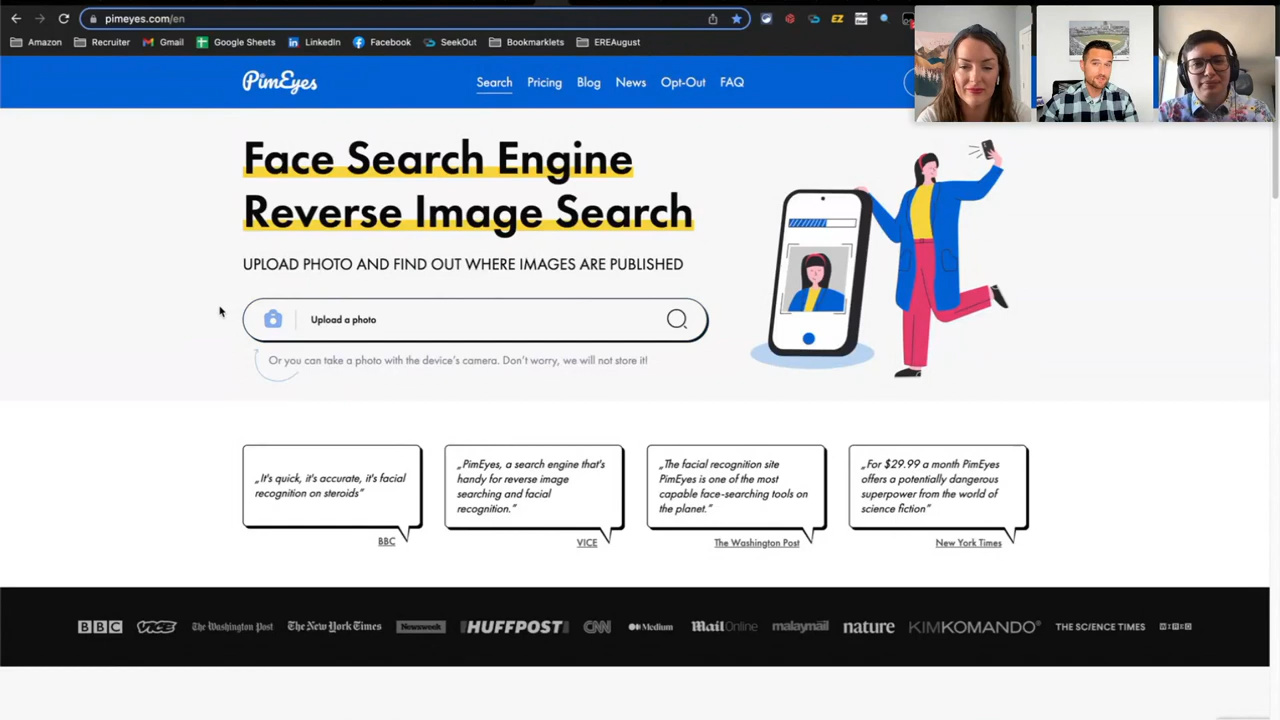 pimeyes.com/en
EZ
Amazon
Recruiter
Gmail
Google Sheets
LinkedIn
Facebook
SeekOut
Bookmarklets
EREAugust
PimEyes
Search
Pricing
Blog
News
Opt-Out
FAQ
Face Search Engine
Reverse Image Search
UPLOAD PHOTO AND FIND OUT WHERE IMAGES ARE PUBLISHED
Upload a photo
Or you can take a photo with the device's camera. Don't worry, we will not store it!
„It's quick, it's accurate, it's facial
recognition on steroids”
BBC
„PimEyes, a search engine that's
handy for reverse image
searching and facial
recognition.”
VICE
„The facial recognition site
PimEyes is one of the most
capable face-searching tools on
the planet.”
The Washington Post
„For $29.99 a month PimEyes
offers a potentially dangerous
superpower from the world of
science fiction”
New York Times
BBC
VICE
The Washington Post
The New York Times
Newsweek
HUFFPOST
CNN
Medium
MailOnline
malaymail
nature
KIMKOMANDO®
THE SCIENCE TIMES
WIRED